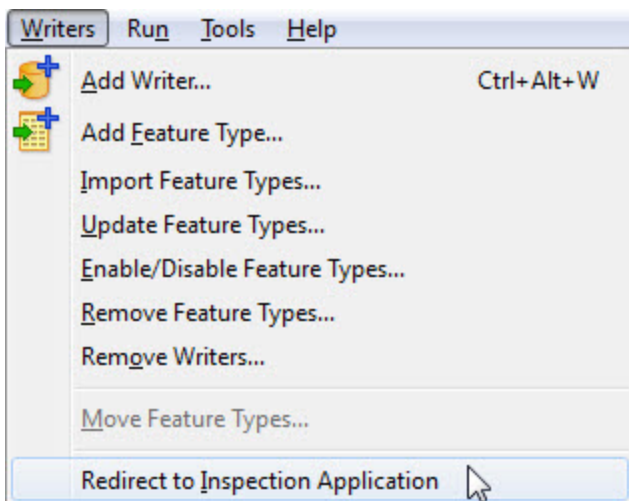 Writers Run Tools Help
Add Writer... Ctrl+Alt+W
Add Feature Type...
Import Feature Types...
Update Feature Types...
Enable/Disable Feature Types...
Remove Feature Types...
Remove Writers...
Move Feature Types...
Redirect to Inspection Application